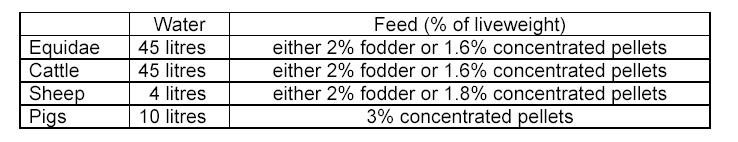 Water Feed (% of liveweight)
Equidae 45 litres either 2% fodder or 1.6% concentrated pellets
Cattle 45 litres either 2% fodder or 1.6% concentrated pellets
Sheep 4 litres either 2% fodder or 1.8% concentrated pellets
Pigs 10 litres 3% concentrated pellets